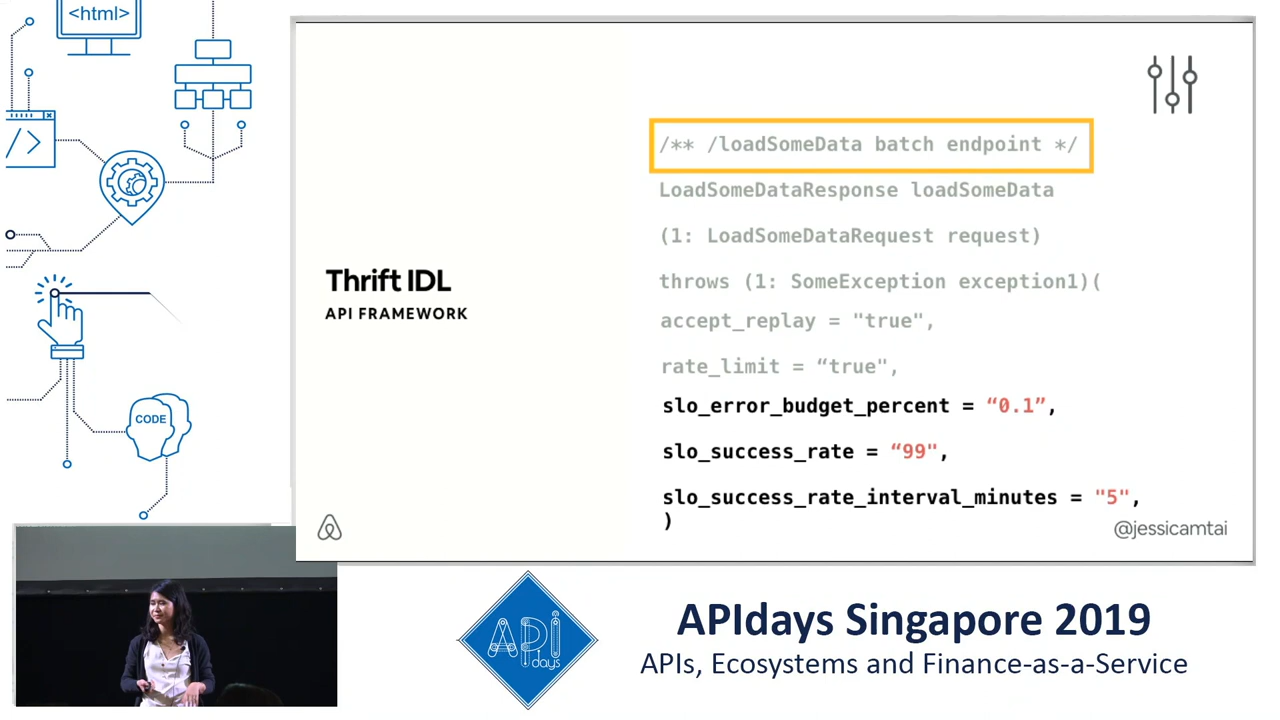 <html>
</>
CODE
Thrift IDL
API FRAMEWORK
/** /loadSomeData batch endpoint */
LoadSomeDataResponse loadSomeData
(1: LoadSomeDataRequest request)
throws (1: SomeException exception1)(
accept_replay = "true",
rate_limit = “true",
slo_error_budget_percent = “0.1”,
slo_success_rate = “99",
slo_success_rate_interval_minutes = "5",
)
@jessicamtai
API
days
APIdays Singapore 2019
APIs, Ecosystems and Finance-as-a-Service